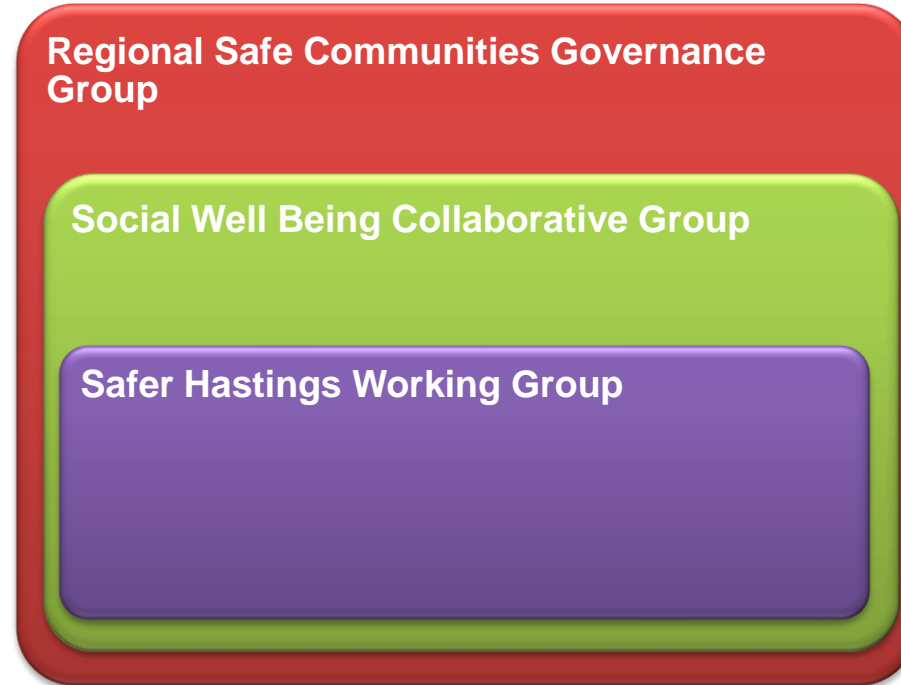 Regional Safe Communities Governance
Group
Social Well Being Collaborative Group
Safer Hastings Working Group